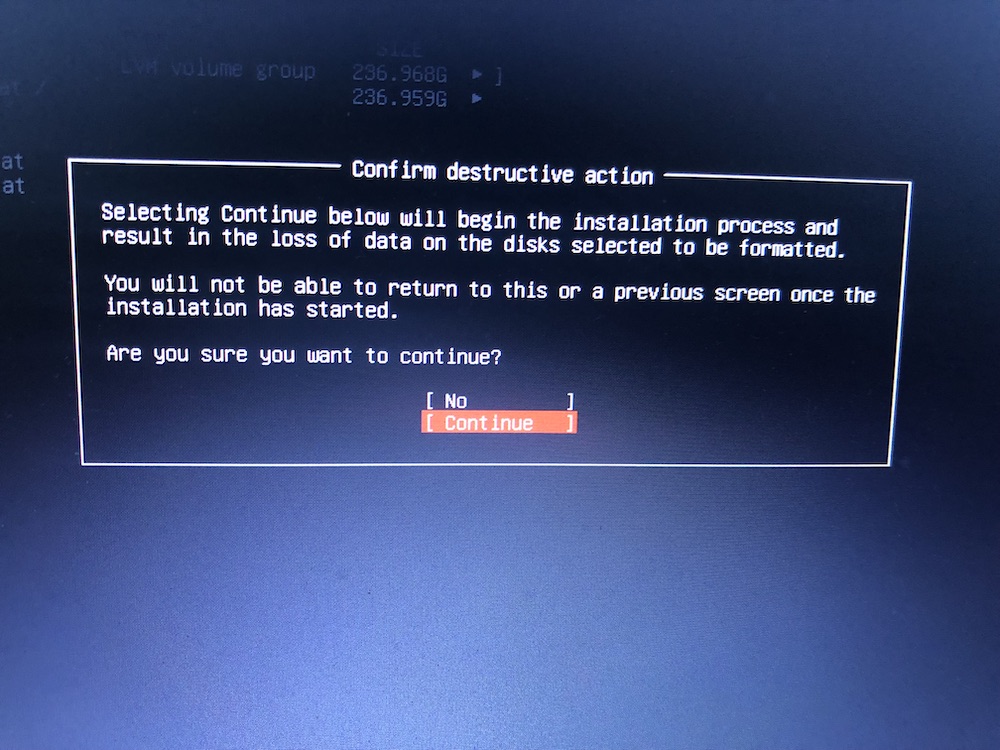 SIZE
LVM volume group 236.968G ▸ ]
236.959G ▸
at /
at
at
Confirm destructive action
Selecting Continue below will begin the installation process and
result in the loss of data on the disks selected to be formatted.
You will not be able to return to this or a previous screen once the
installation has started.
Are you sure you want to continue?
[ No ]
[ Continue ]